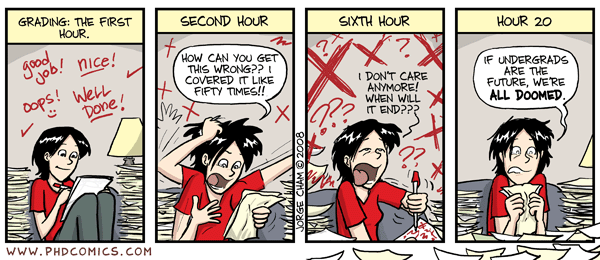 GRADING: THE FIRST
HOUR.
good
job!
nice!
oops!
Well
Done!
SECOND HOUR
HOW CAN YOU GET
THIS WRONG?? I
COVERED IT LIKE
FIFTY TIMES!!
JORGE CHAM © 2008
SIXTH HOUR
??
???
??
??
I DON'T CARE
ANYMORE!
WHEN WILL
IT END???
HOUR 20
IF UNDERGRADS
ARE THE
FUTURE, WE'RE
ALL DOOMED.
WWW.PHDCOMICS.COM